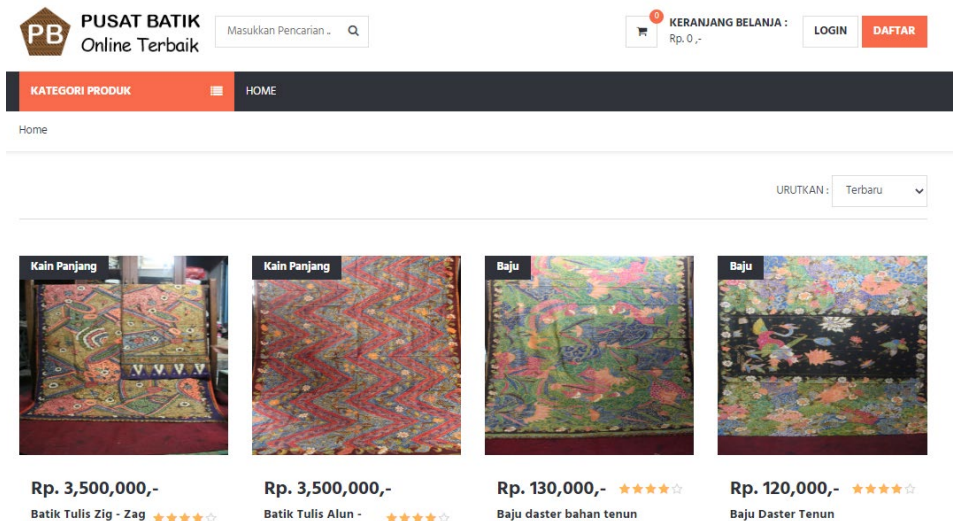 PB
PUSAT BATIK
Online Terbaik
Masukkan Pencarian ..
0
KERANJANG BELANJA :
Rp. 0 ,-
LOGIN
DAFTAR
KATEGORI PRODUK
HOME
Home
URUTKAN :
Terbaru
Kain Panjang
Kain Panjang
Baju
Baju
Rp. 3,500,000,-
Rp. 3,500,000,-
Rp. 130,000,-
Rp. 120,000,-
Batik Tulis Zig - Zag
Batik Tulis Alun -
Baju daster bahan tenun
Baju Daster Tenun